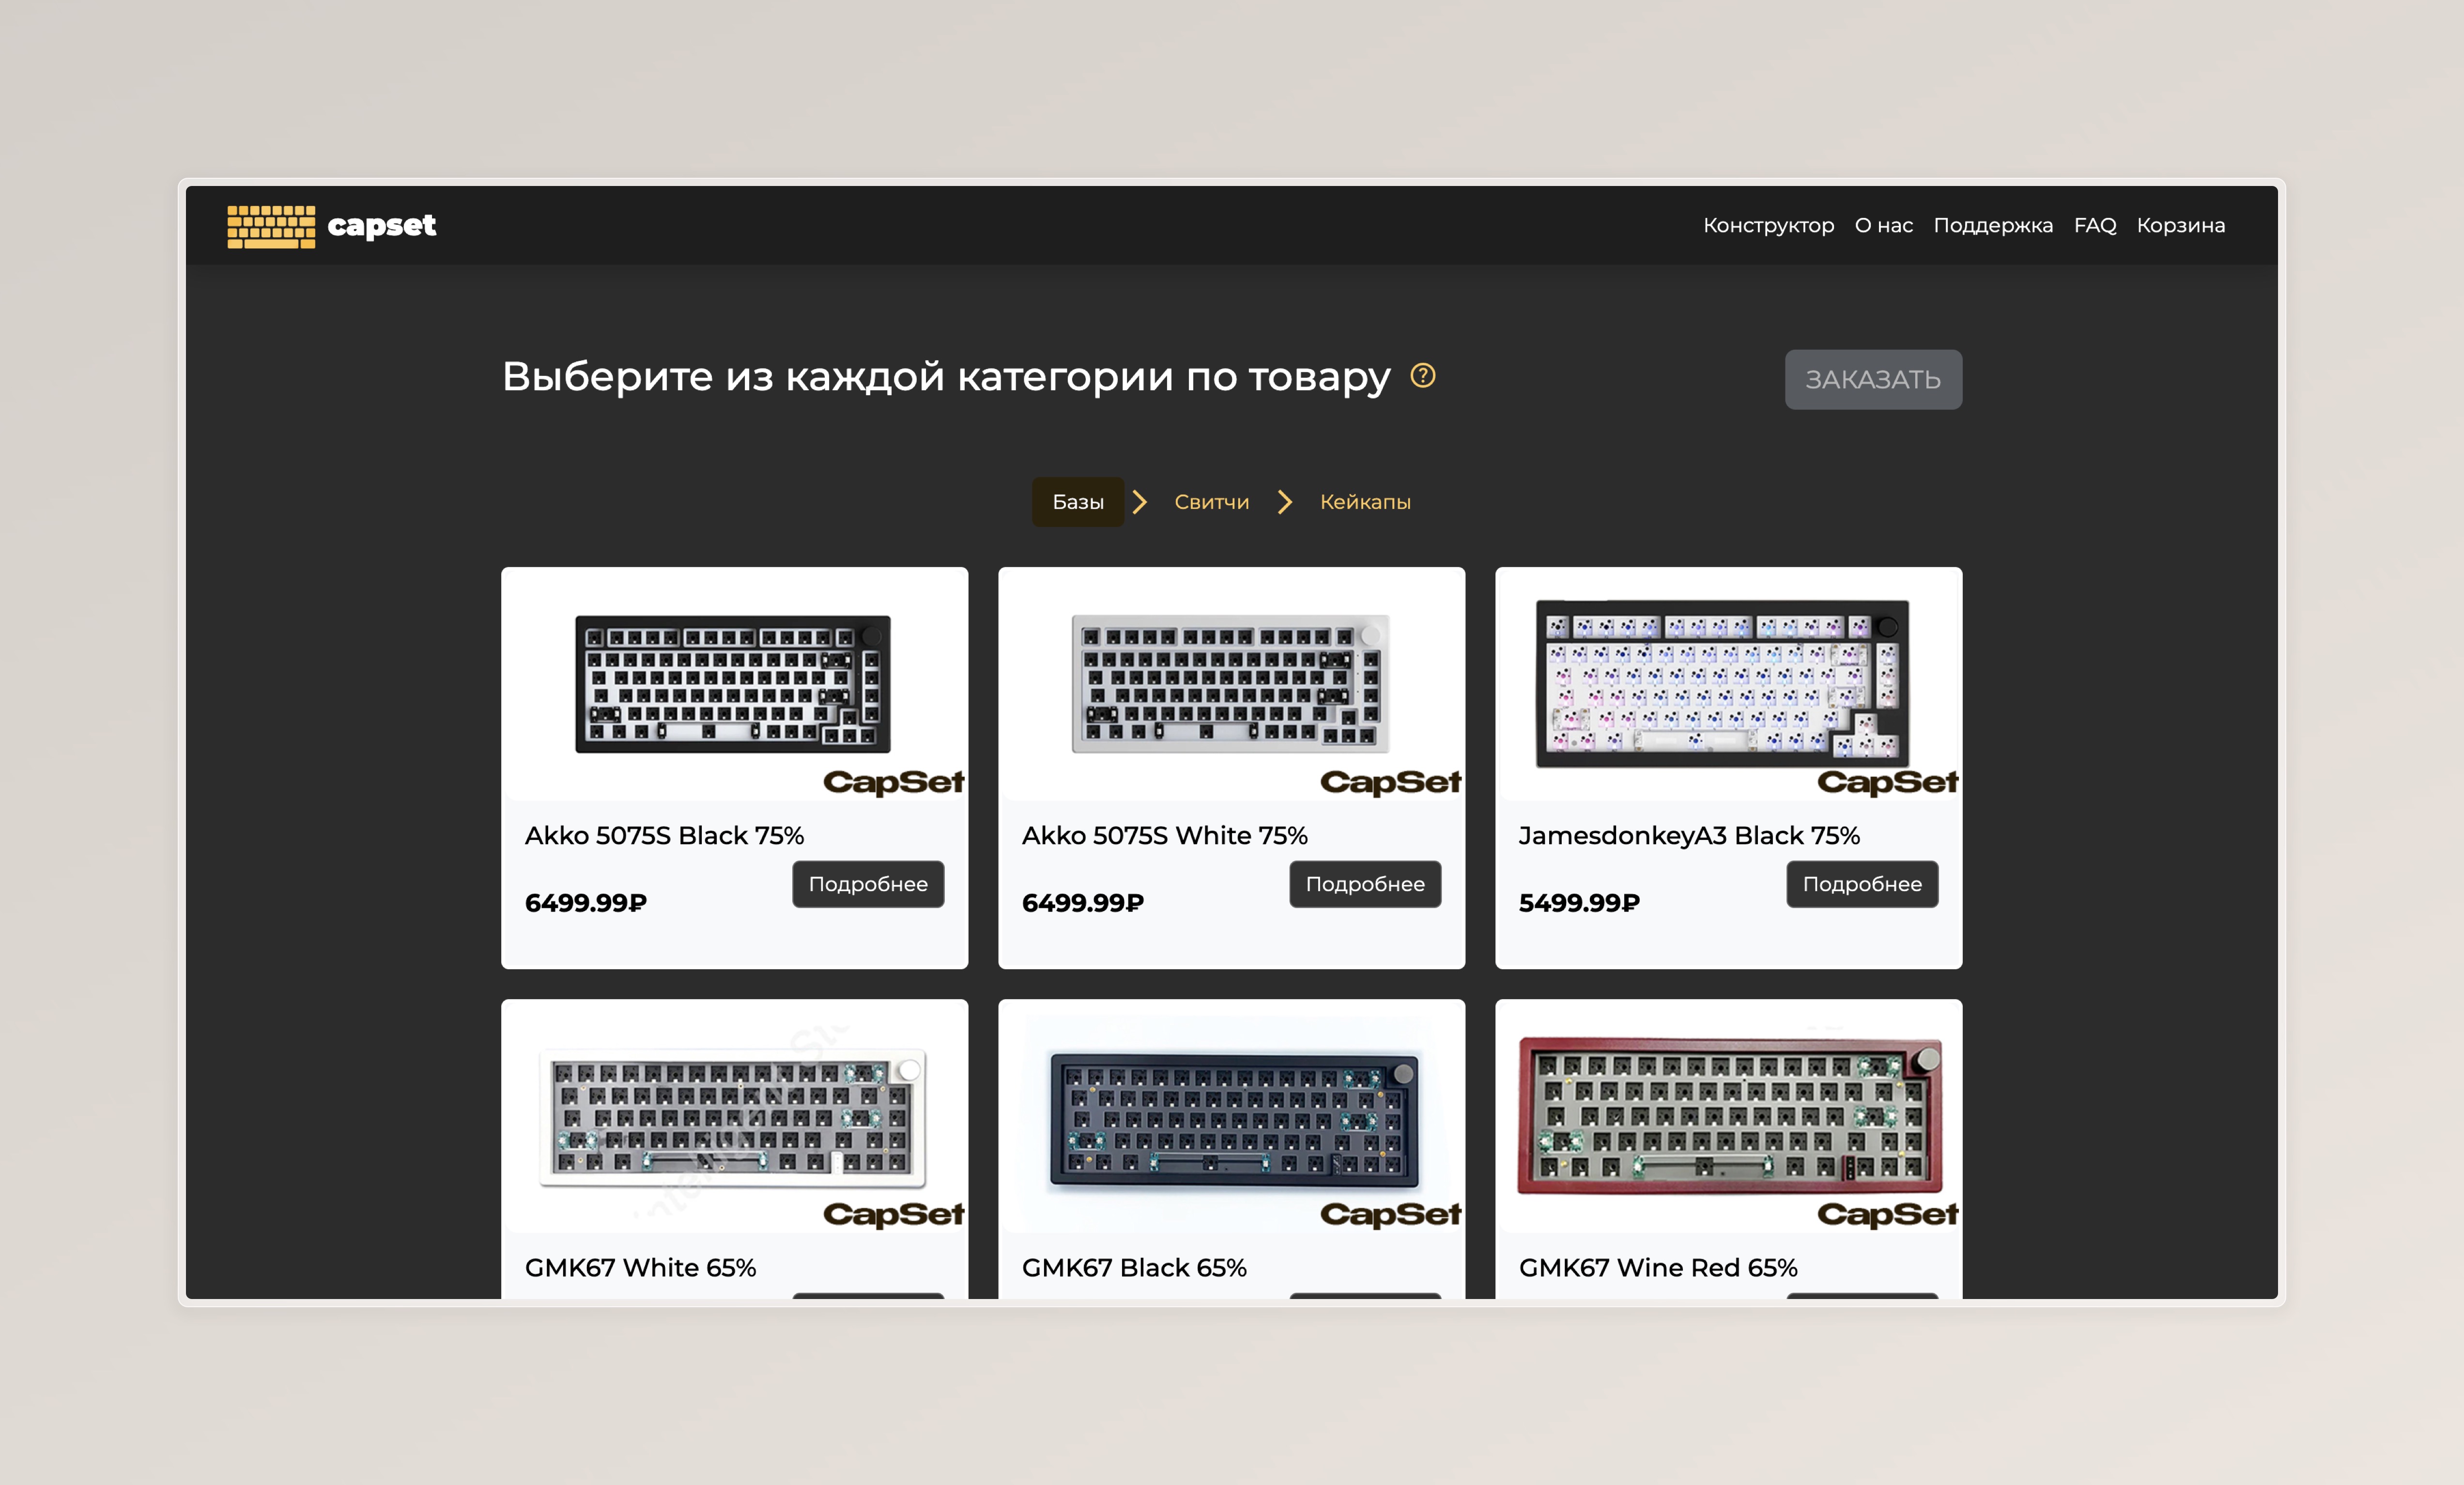 capset
Конструктор О нас Поддержка FAQ Корзина
Выберите из каждой категории по товару ?
ЗАКАЗАТЬ
Базы Свитчи Кейкапы
CapSet CapSet CapSet
Akko 5075S Black 75% Akko 5075S White 75% JamesdonkeyA3 Black 75%
Подробнее Подробнее Подробнее
6499.99₽ 6499.99₽ 5499.99₽
CapSet CapSet CapSet
GMK67 White 65% GMK67 Black 65% GMK67 Wine Red 65%